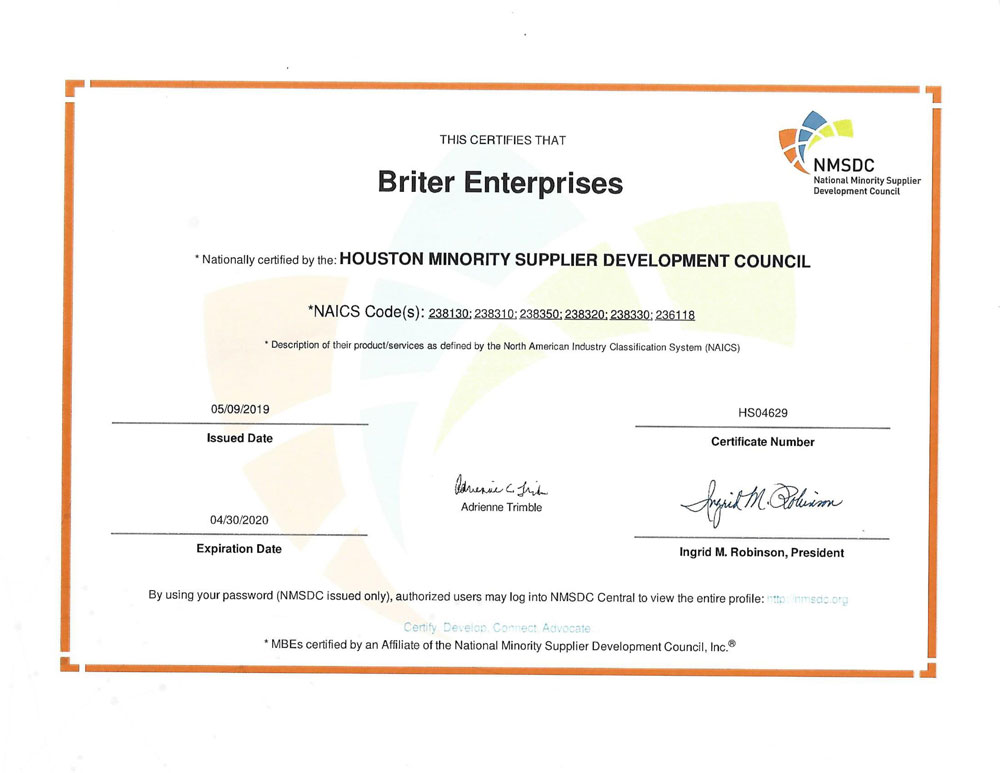 THIS CERTIFIES THAT
NMSDC
National Minority Supplier
Development Council
Briter Enterprises
* Nationally certified by the: HOUSTON MINORITY SUPPLIER DEVELOPMENT COUNCIL
*NAICS Code(s): 238130; 238310; 238350; 238320; 238330; 236118
* Description of their product/services as defined by the North American Industry Classification System (NAICS)
05/09/2019
Issued Date
HS04629
Certificate Number
Adrienne C. Trimble
Adrienne Trimble
Ingrid M. Robinson
04/30/2020
Expiration Date
Ingrid M. Robinson, President
By using your password (NMSDC issued only), authorized users may log into NMSDC Central to view the entire profile: http://nmsdc.org
Certify. Develop. Connect. Advocate.
* MBEs certified by an Affiliate of the National Minority Supplier Development Council, Inc.®